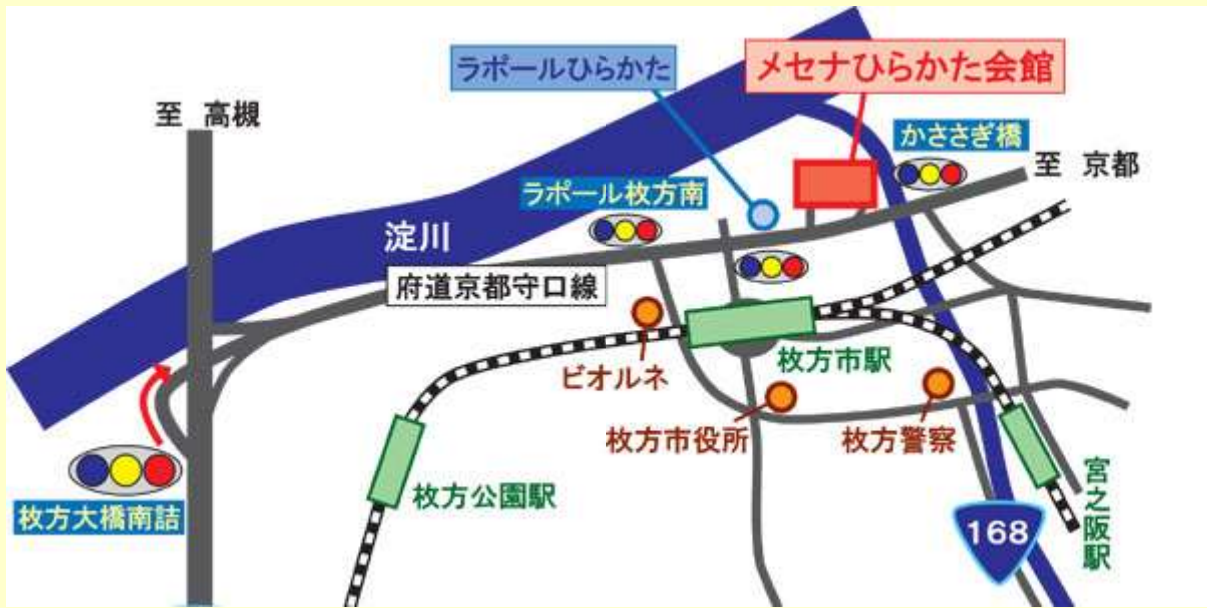 ラポールひらかた
メセナひらかた会館
至 高槻
かささぎ橋
至 京都
ラポール枚方南
淀川
府道京都守口線
ビオルネ
枚方市駅
枚方市役所
枚方警察
枚方公園駅
宮之阪駅
枚方大橋南詰
168